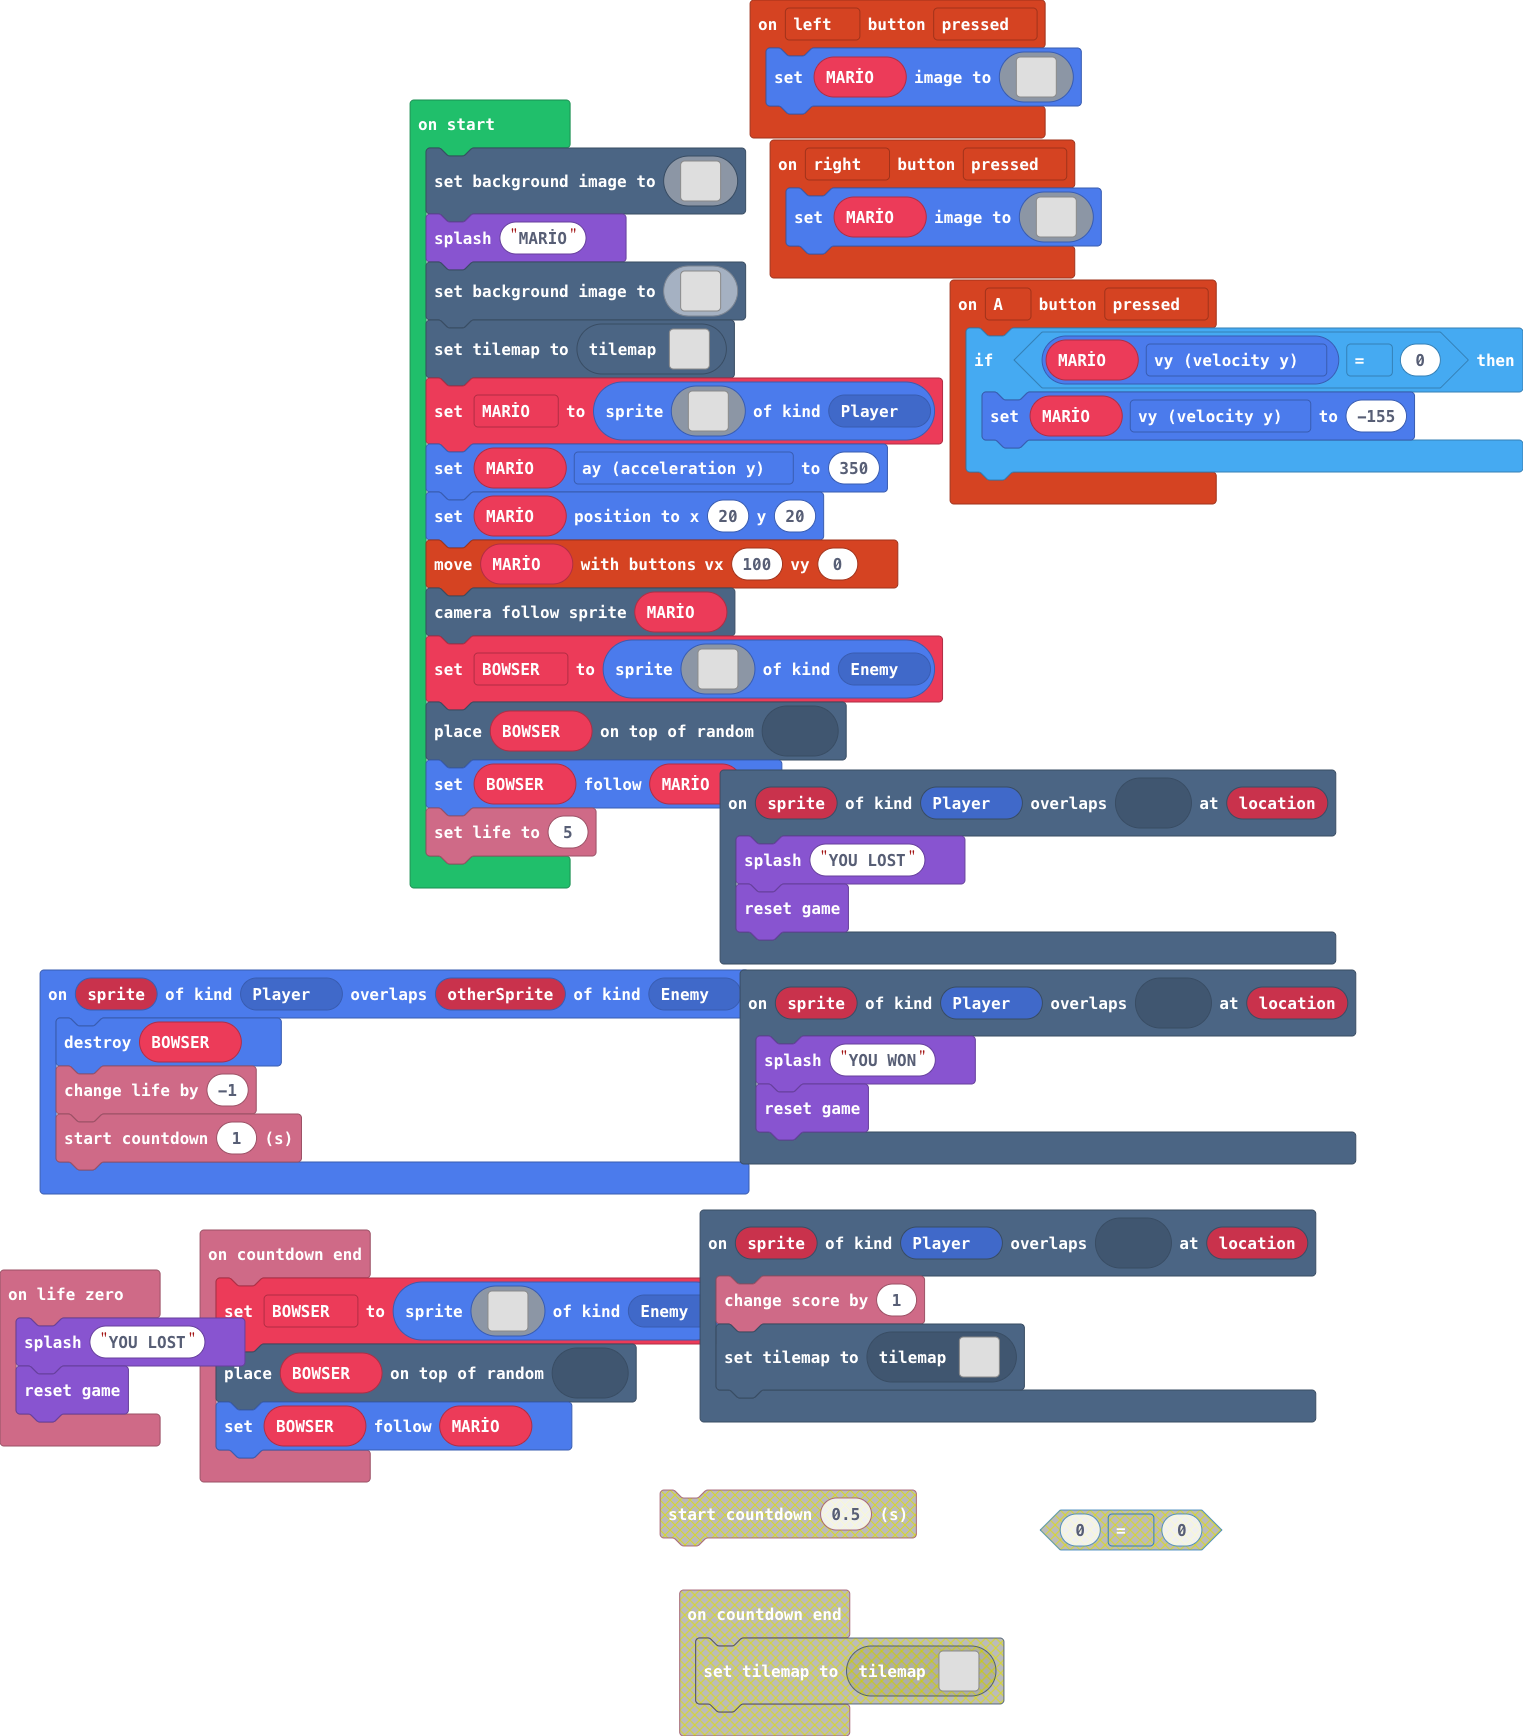 on left button pressed
set MARİO image to
on right button pressed
set MARİO image to
on A button pressed
if MARİO vy (velocity y) = 0 then
set MARİO vy (velocity y) to -155
on start
set background image to
splash "MARİO"
set background image to
set tilemap to tilemap
set MARİO to sprite of kind Player
set MARİO ay (acceleration y) to 350
set MARİO position to x 20 y 20
move MARİO with buttons vx 100 vy 0
camera follow sprite MARİO
set BOWSER to sprite of kind Enemy
place BOWSER on top of random
set BOWSER follow MARİO
set life to 5
on sprite of kind Player overlaps at location
splash "YOU LOST"
reset game
on sprite of kind Player overlaps otherSprite of kind Enemy
destroy BOWSER
change life by -1
start countdown 1 (s)
on sprite of kind Player overlaps at location
splash "YOU WON"
reset game
on life zero
splash "YOU LOST"
reset game
on countdown end
set BOWSER to sprite of kind Enemy
place BOWSER on top of random
set BOWSER follow MARİO
on sprite of kind Player overlaps at location
change score by 1
set tilemap to tilemap
start countdown 0.5 (s)
0 = 0
on countdown end
set tilemap to tilemap